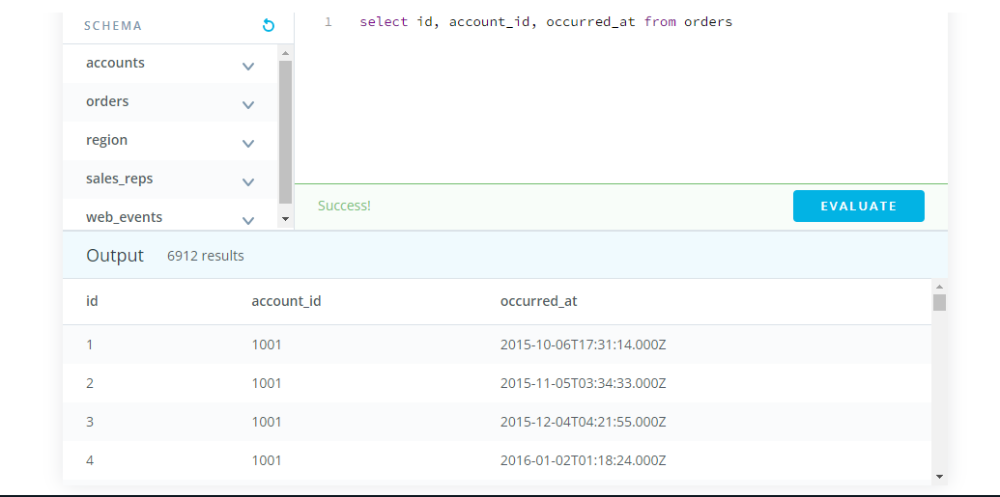 SCHEMA
accounts
orders
region
sales_reps
web_events
1 select id, account_id, occurred_at from orders
Success!
EVALUATE
Output 6912 results
id account_id occurred_at
1 1001 2015-10-06T17:31:14.000Z
2 1001 2015-11-05T03:34:33.000Z
3 1001 2015-12-04T04:21:55.000Z
4 1001 2016-01-02T01:18:24.000Z